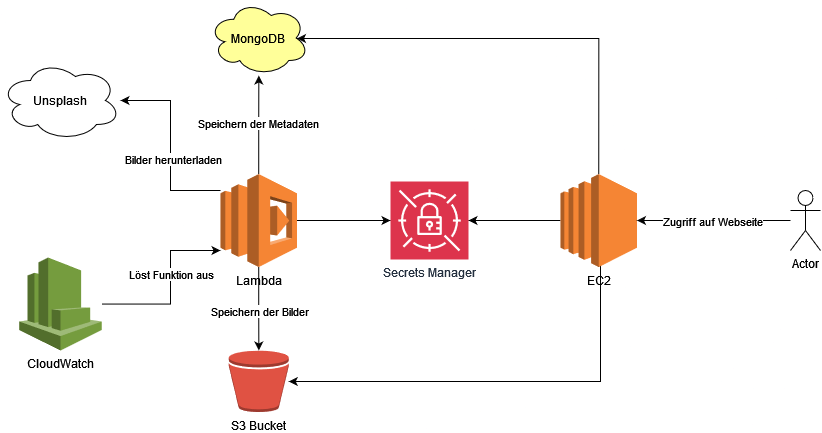 MongoDB
Unsplash
Speichern der Metadaten
Bilder herunterladen
Zugriff auf Webseite
Actor
Löst Funktion aus
Lambda
Secrets Manager
EC2
Speichern der Bilder
CloudWatch
S3 Bucket